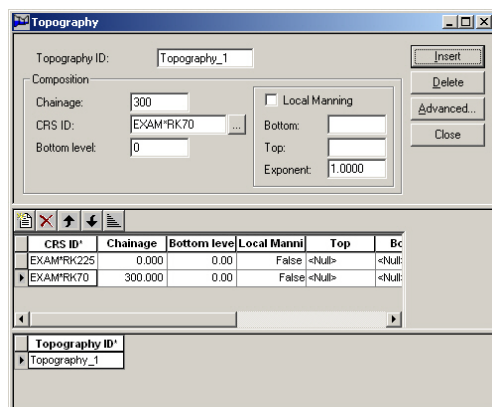 Topography
Topography ID: Topography_1
Insert
Composition
Delete
Chainage: 300
Local Manning
Advanced...
CRS ID: EXAM*RK70 ...
Bottom:
Close
Bottom level: 0
Top:
Exponent: 1.0000
CRS ID* Chainage Bottom leve Local Manni Top Bo
EXAM*RK225 0.000 0.00 False <Null> <Null
EXAM*RK70 300.000 0.00 False <Null> <Null
Topography ID*
Topography_1